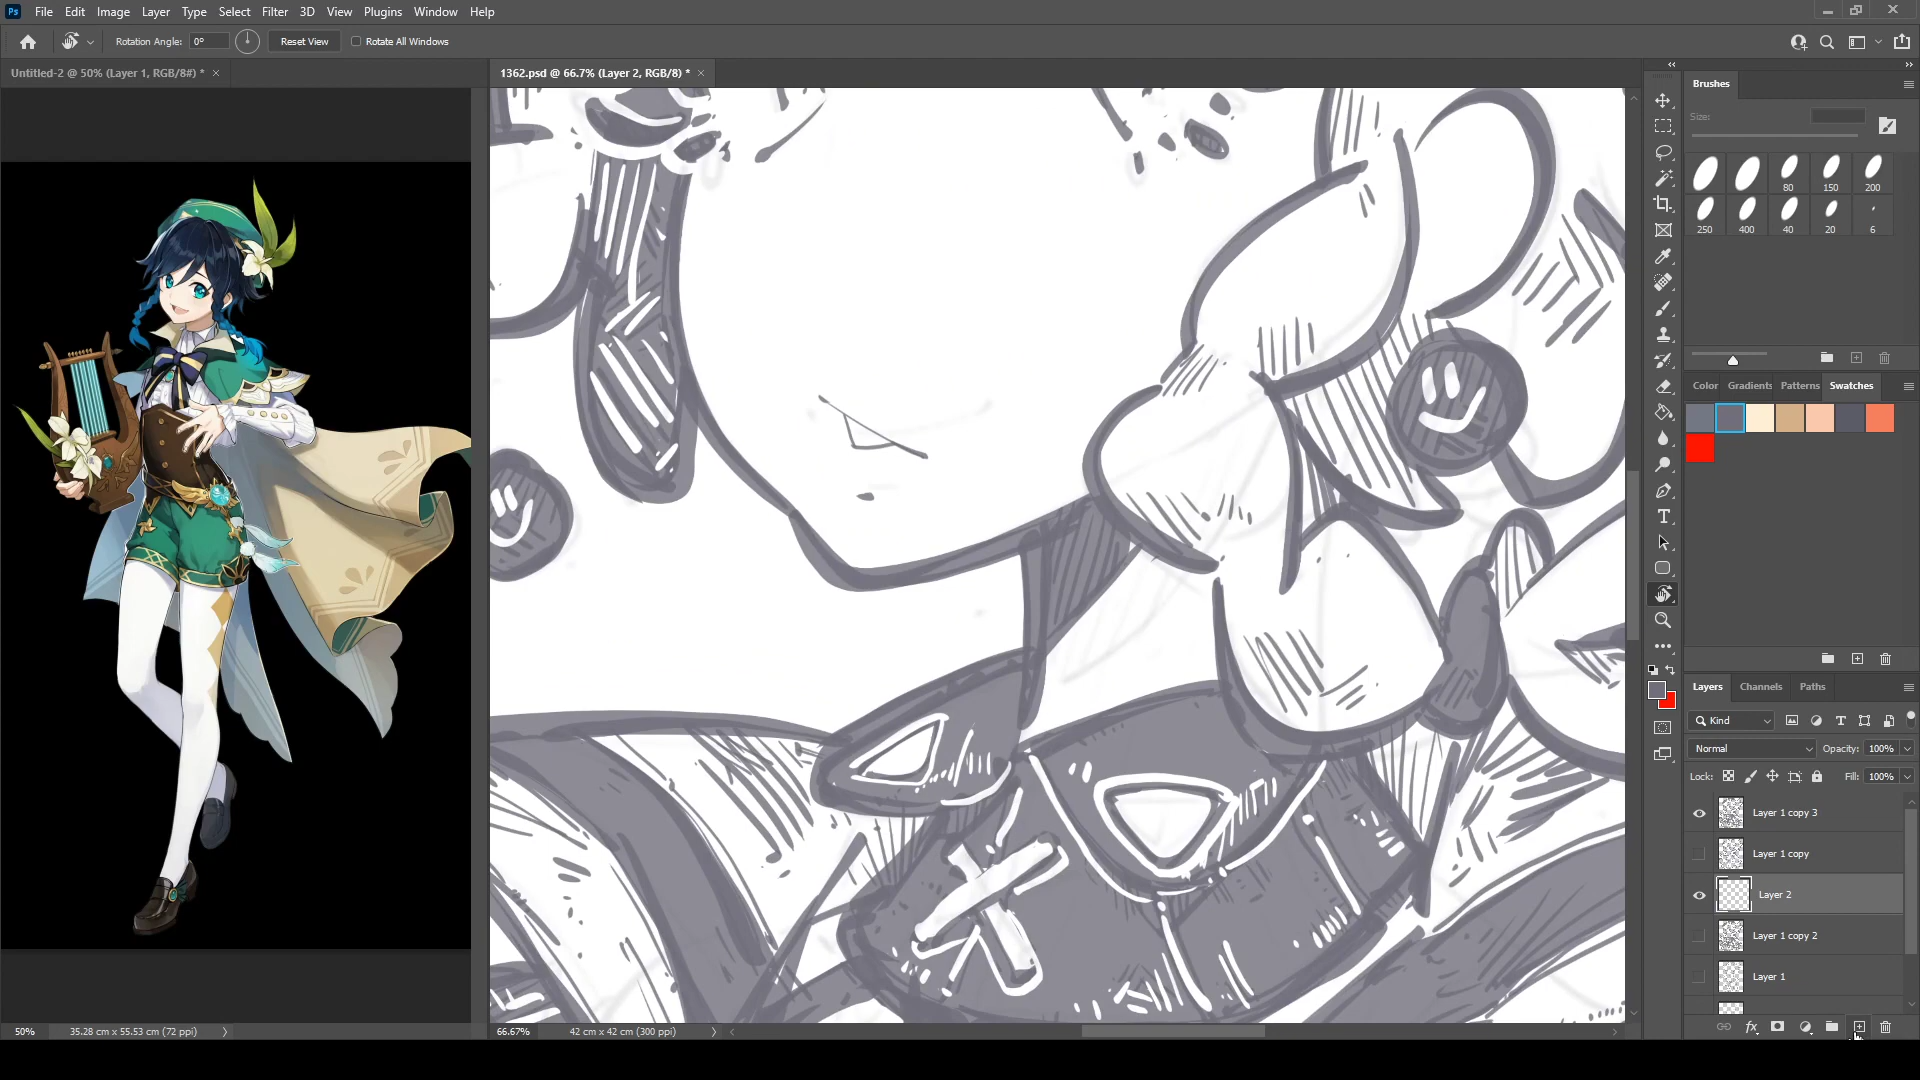 Ps File Edit Image Layer Type Select Filter 3D View Plugins Window Help
Rotation Angle: 0° Reset View Rotate All Windows
Untitled-2 @ 50% (Layer 1, RGB/8#) * ×
1362.psd @ 66.7% (Layer 2, RGB/8) * ×
Brushes
Size:
80 150 200
250 400 40 20 6
Color Gradients Patterns Swatches
Layers Channels Paths
Kind
Normal Opacity: 100%
Lock: Fill: 100%
Layer 1 copy 3
Layer 1 copy
Layer 2
Layer 1 copy 2
Layer 1
50% 35.28 cm x 55.53 cm (72 ppi)
66.67% 42 cm x 42 cm (300 ppi)